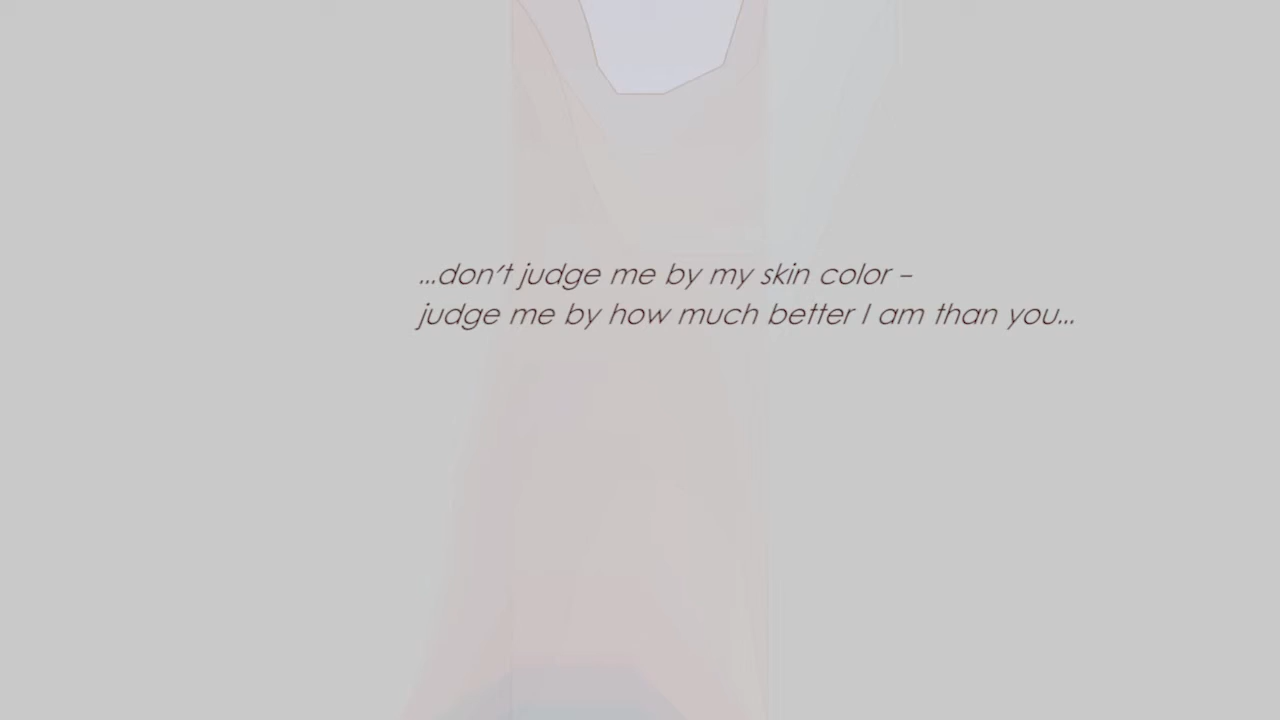 ...don't judge me by my skin color –
judge me by how much better I am than you...